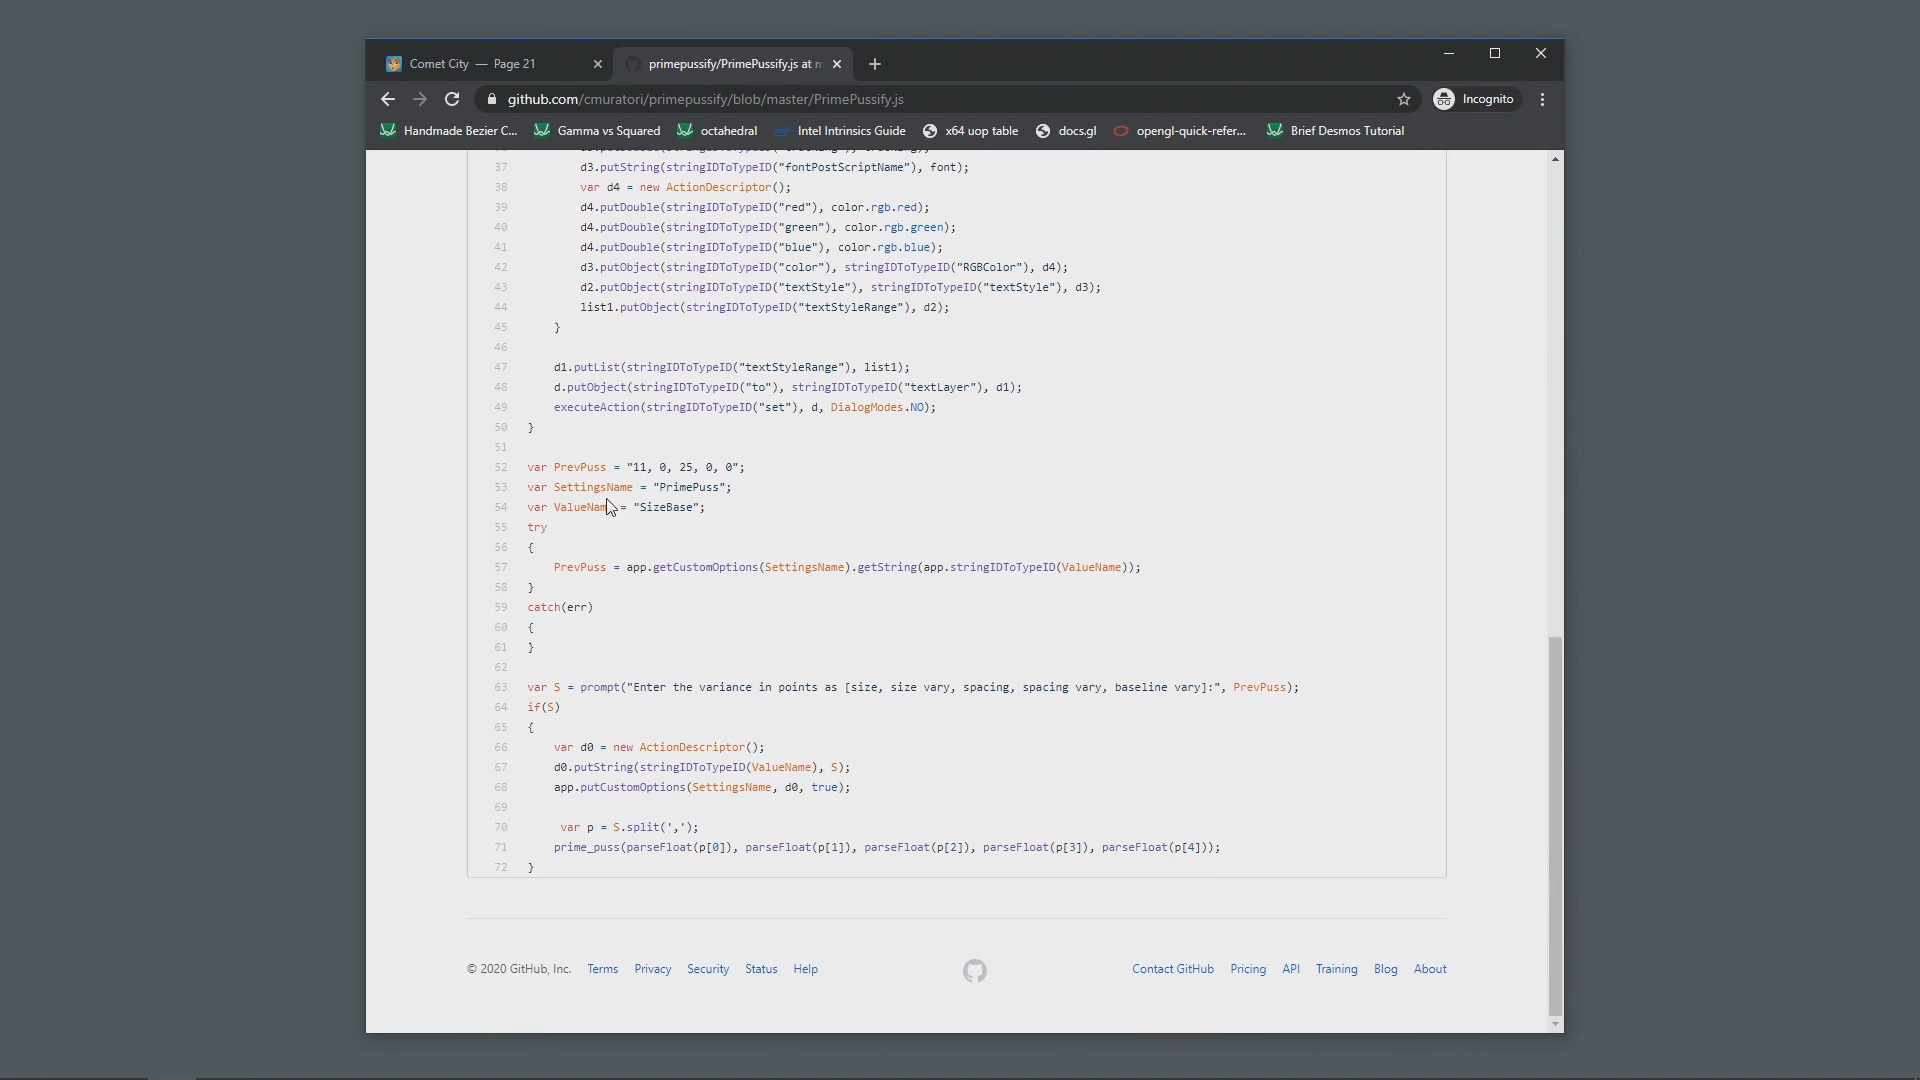 Comet City — Page 21
primepussify/PrimePussify.js at m
github.com/cmuratori/primepussify/blob/master/PrimePussify.js
Incognito
Handmade Bezier C...
Gamma vs Squared
octahedral
Intel Intrinsics Guide
x64 uop table
docs.gl
opengl-quick-refer...
Brief Desmos Tutorial
37 d3.putString(stringIDToTypeID("fontPostScriptName"), font);
38 var d4 = new ActionDescriptor();
39 d4.putDouble(stringIDToTypeID("red"), color.rgb.red);
40 d4.putDouble(stringIDToTypeID("green"), color.rgb.green);
41 d4.putDouble(stringIDToTypeID("blue"), color.rgb.blue);
42 d3.putObject(stringIDToTypeID("color"), stringIDToTypeID("RGBColor"), d4);
43 d2.putObject(stringIDToTypeID("textStyle"), stringIDToTypeID("textStyle"), d3);
44 list1.putObject(stringIDToTypeID("textStyleRange"), d2);
45 }
46
47 d1.putList(stringIDToTypeID("textStyleRange"), list1);
48 d.putObject(stringIDToTypeID("to"), stringIDToTypeID("textLayer"), d1);
49 executeAction(stringIDToTypeID("set"), d, DialogModes.NO);
50 }
51
52 var PrevPuss = "11, 0, 25, 0, 0";
53 var SettingsName = "PrimePuss";
54 var ValueName = "SizeBase";
55 try
56 {
57 PrevPuss = app.getCustomOptions(SettingsName).getString(app.stringIDToTypeID(ValueName));
58 }
59 catch(err)
60 {
61 }
62
63 var S = prompt("Enter the variance in points as [size, size vary, spacing, spacing vary, baseline vary]:", PrevPuss);
64 if(S)
65 {
66 var d0 = new ActionDescriptor();
67 d0.putString(stringIDToTypeID(ValueName), S);
68 app.putCustomOptions(SettingsName, d0, true);
69
70 var p = S.split(',');
71 prime_puss(parseFloat(p[0]), parseFloat(p[1]), parseFloat(p[2]), parseFloat(p[3]), parseFloat(p[4]));
72 }
© 2020 GitHub, Inc. Terms Privacy Security Status Help
Contact GitHub Pricing API Training Blog About